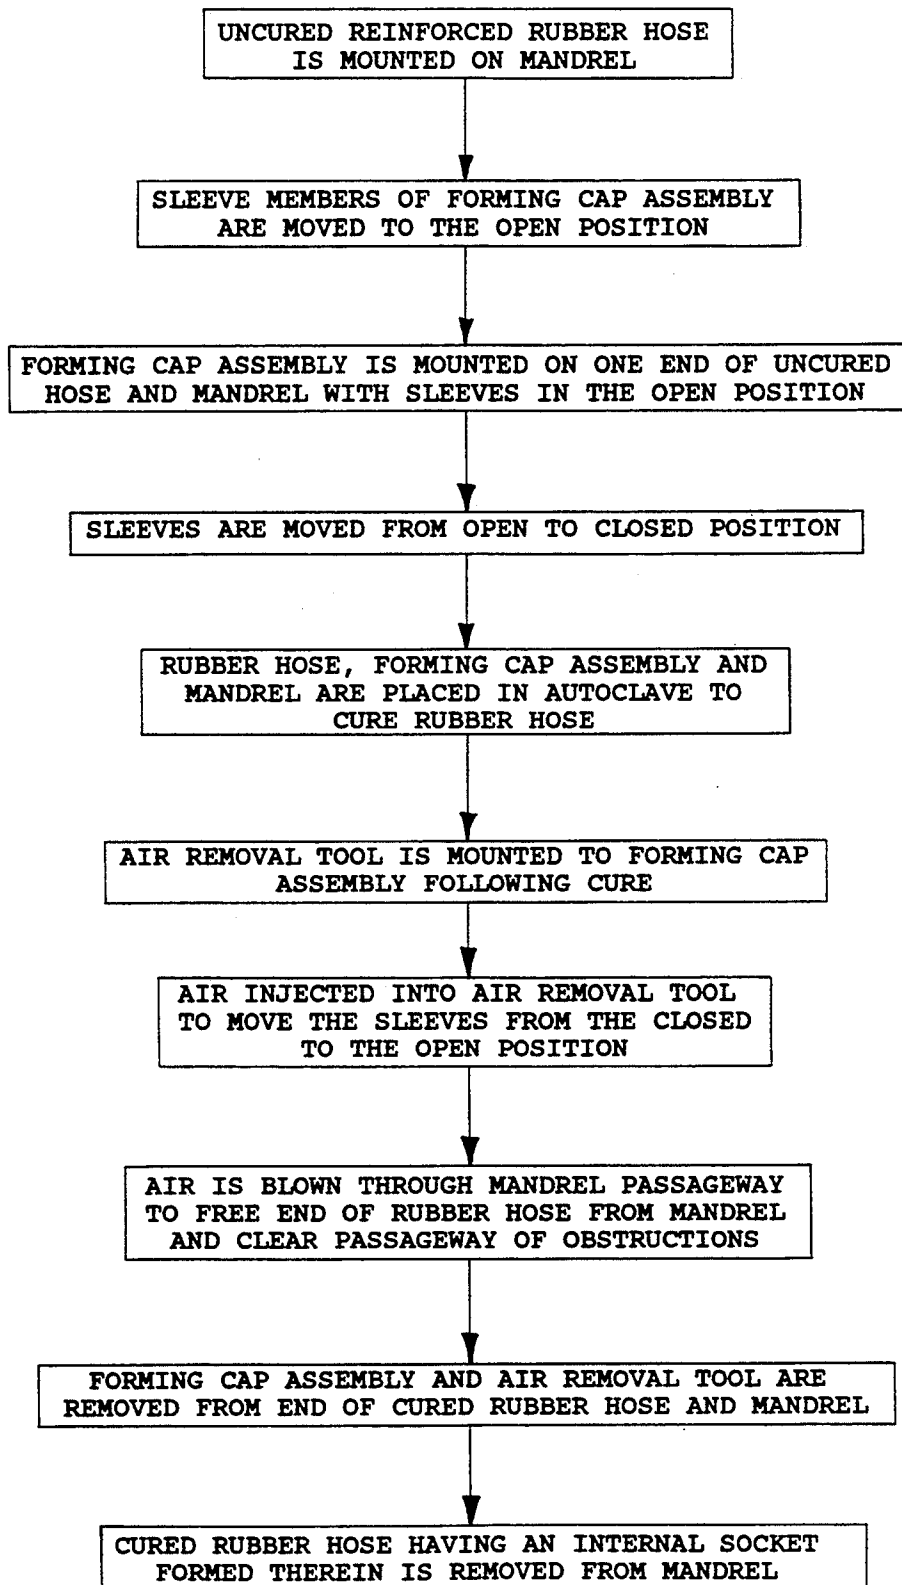 UNCURED REINFORCED RUBBER HOSE
IS MOUNTED ON MANDREL
SLEEVE MEMBERS OF FORMING CAP ASSEMBLY
ARE MOVED TO THE OPEN POSITION
FORMING CAP ASSEMBLY IS MOUNTED ON ONE END OF UNCURED
HOSE AND MANDREL WITH SLEEVES IN THE OPEN POSITION
SLEEVES ARE MOVED FROM OPEN TO CLOSED POSITION
RUBBER HOSE, FORMING CAP ASSEMBLY AND
MANDREL ARE PLACED IN AUTOCLAVE TO
CURE RUBBER HOSE
AIR REMOVAL TOOL IS MOUNTED TO FORMING CAP
ASSEMBLY FOLLOWING CURE
AIR INJECTED INTO AIR REMOVAL TOOL
TO MOVE THE SLEEVES FROM THE CLOSED
TO THE OPEN POSITION
AIR IS BLOWN THROUGH MANDREL PASSAGEWAY
TO FREE END OF RUBBER HOSE FROM MANDREL
AND CLEAR PASSAGEWAY OF OBSTRUCTIONS
FORMING CAP ASSEMBLY AND AIR REMOVAL TOOL ARE
REMOVED FROM END OF CURED RUBBER HOSE AND MANDREL
CURED RUBBER HOSE HAVING AN INTERNAL SOCKET
FORMED THEREIN IS REMOVED FROM MANDREL